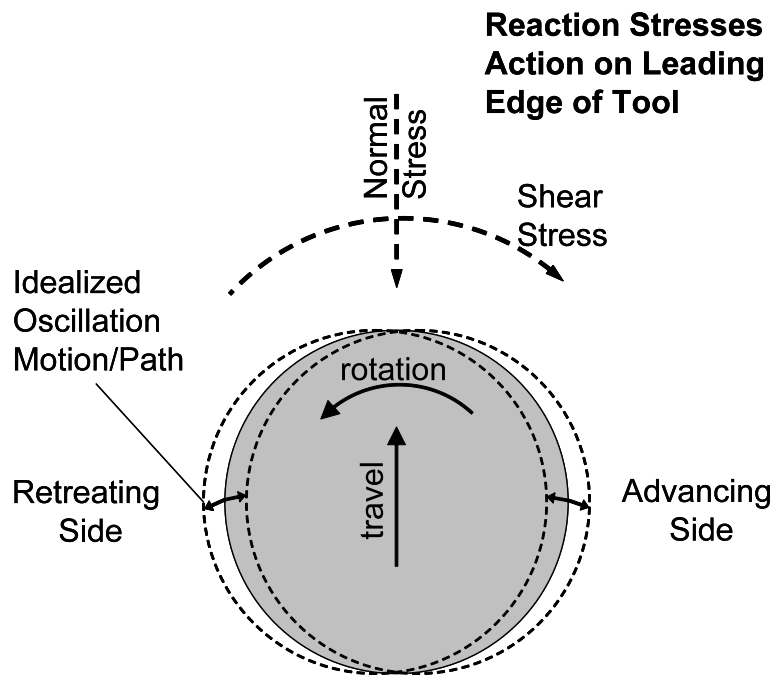 Reaction Stresses
Action on Leading
Edge of Tool
Normal
Stress
Shear
Stress
Idealized
Oscillation
Motion/Path
rotation
travel
Retreating
Side
Advancing
Side